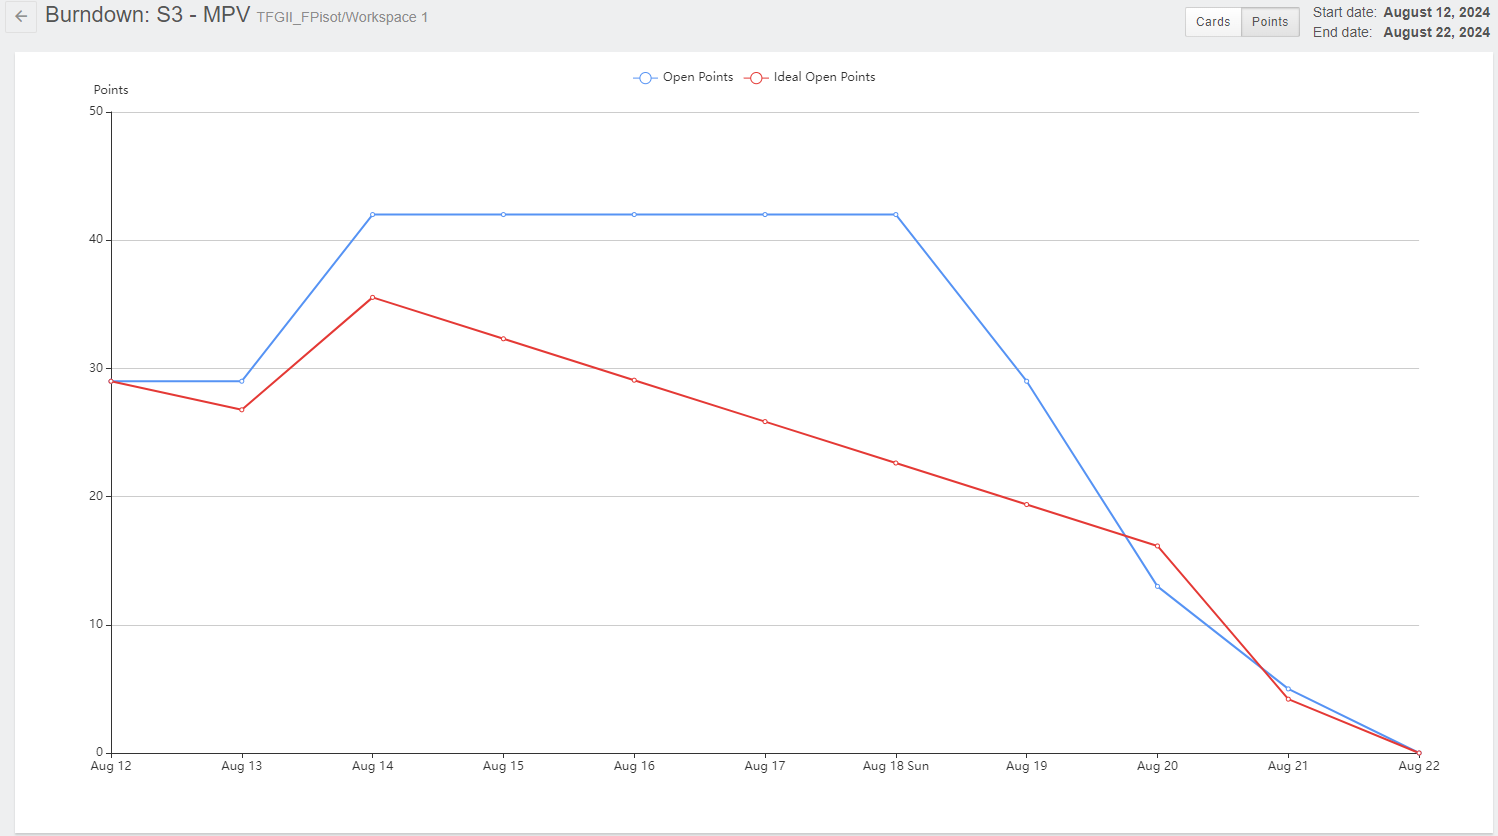 Burndown: S3 - MPV TFGII_FPisot/Workspace 1
Cards Points
Start date: August 12, 2024
End date: August 22, 2024
Open Points Ideal Open Points
Points
50
40
30
20
10
0
Aug 12 Aug 13 Aug 14 Aug 15 Aug 16 Aug 17 Aug 18 Sun Aug 19 Aug 20 Aug 21 Aug 22